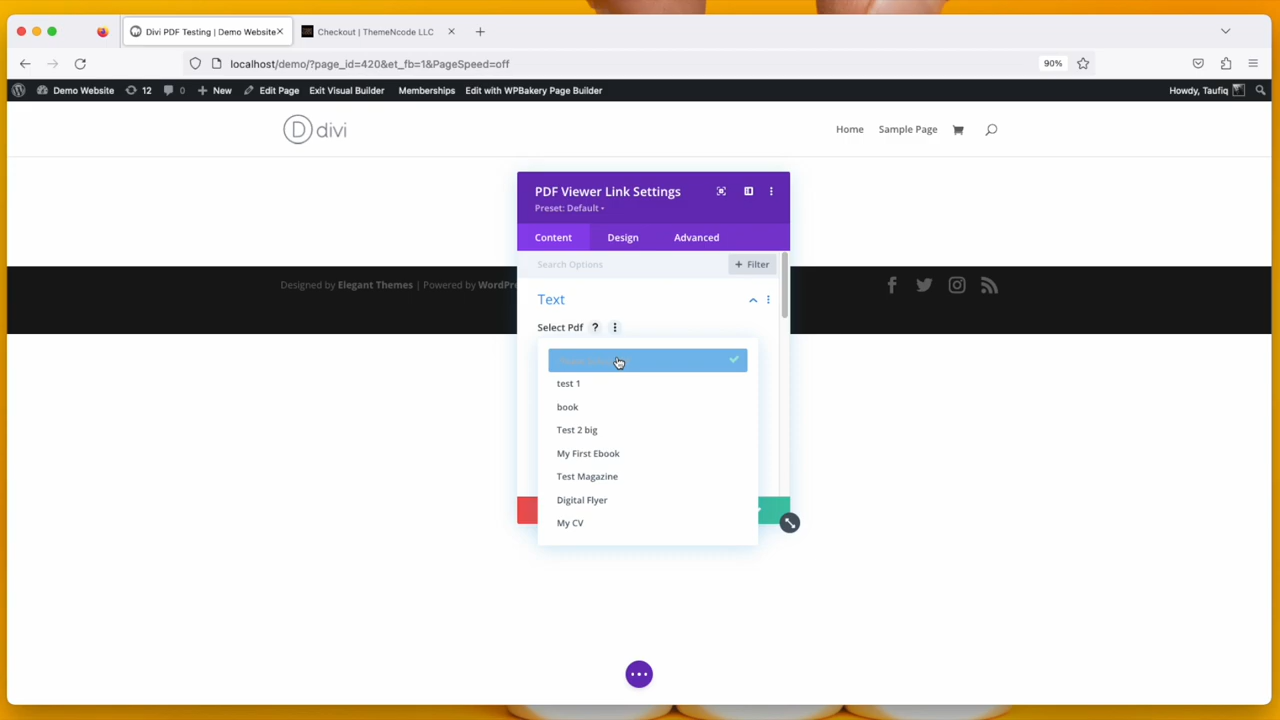 Divi PDF Testing | Demo Website
Checkout | ThemeNcode LLC
localhost/demo/?page_id=420&et_fb=1&PageSpeed=off
90%
Demo Website
12
0
New
Edit Page
Exit Visual Builder
Memberships
Edit with WPBakery Page Builder
Howdy, Taufiq
D divi
Home
Sample Page
PDF Viewer Link Settings
Preset: Default
Content
Design
Advanced
Search Options
+ Filter
Designed by Elegant Themes | Powered by WordPre
Text
Select Pdf ?
test 1
book
Test 2 big
My First Ebook
Test Magazine
Digital Flyer
My CV